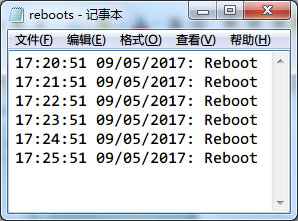 reboots - 记事本
文件(F) 编辑(E) 格式(O) 查看(V) 帮助(H)
17:20:51 09/05/2017: Reboot
17:21:51 09/05/2017: Reboot
17:22:51 09/05/2017: Reboot
17:23:51 09/05/2017: Reboot
17:24:51 09/05/2017: Reboot
17:25:51 09/05/2017: Reboot